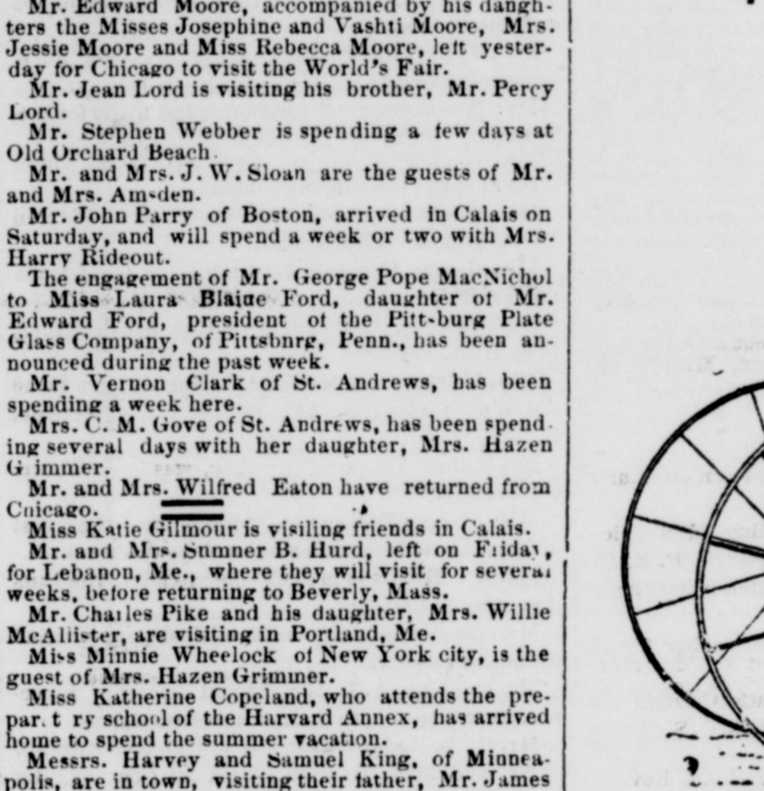 Mr. Edward Moore, accompanied by his daugh-
ters the Misses Josephine and Vashti Moore, Mrs.
Jessie Moore and Miss Rebecca Moore, left yester-
day for Chicago to visit the World's Fair.
Mr. Jean Lord is visiting his brother, Mr. Percy
Lord.
Mr. Stephen Webber is spending a few days at
Old Orchard Beach.
Mr. and Mrs. J. W. Sloan are the guests of Mr.
and Mrs. Amsden.
Mr. John Parry of Boston, arrived in Calais on
Saturday, and will spend a week or two with Mrs.
Harry Rideout.
The engagement of Mr. George Pope MacNichol
to Miss Laura Blaine Ford, daughter of Mr.
Edward Ford, president of the Pittsburg Plate
Glass Company, of Pittsburg, Penn., has been an-
nounced during the past week.
Mr. Vernon Clark of St. Andrews, has been
spending a week here.
Mrs. C. M. Gove of St. Andrews, has been spend-
ing several days with her daughter, Mrs. Hazen
G immer.
Mr. and Mrs. Wilfred Eaton have returned from
Chicago.
Miss Katie Gilmour is visiling friends in Calais.
Mr. and Mrs. Sumner B. Hurd, left on Friday,
for Lebanon, Me., where they will visit for several
weeks, before returning to Beverly, Mass.
Mr. Charles Pike and his daughter, Mrs. Willie
McAllister, are visiting in Portland, Me.
Miss Minnie Wheelock of New York city, is the
guest of Mrs. Hazen Grimmer.
Miss Katherine Copeland, who attends the pre-
par. t ry school of the Harvard Annex, has arrived
home to spend the summer vacation.
Messrs. Harvey and Samuel King, of Minnea-
polis, are in town, visiting their father, Mr. James